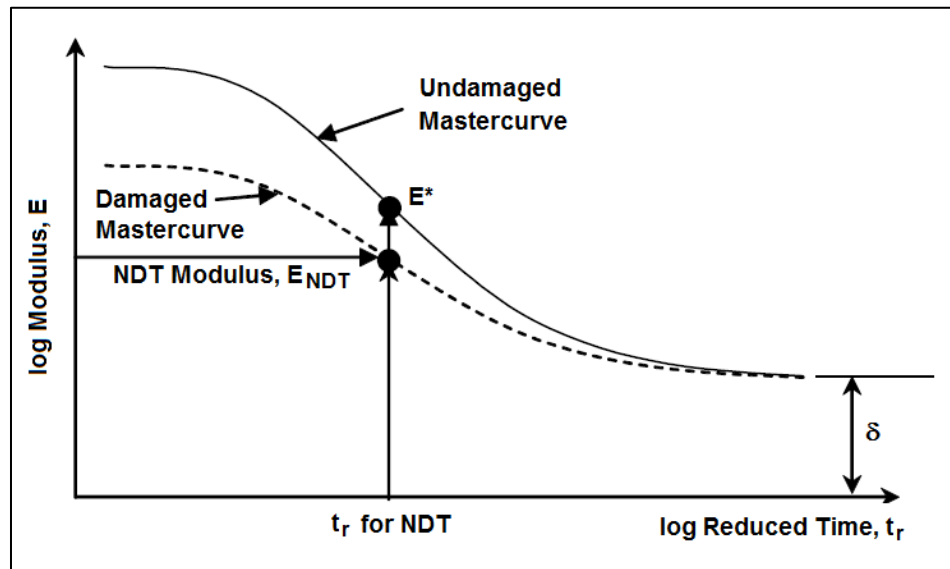 Undamaged
Mastercurve
E*
Damaged
Mastercurve
NDT Modulus, E_NDT
log Modulus, E
δ
t_r for NDT
log Reduced Time, t_r